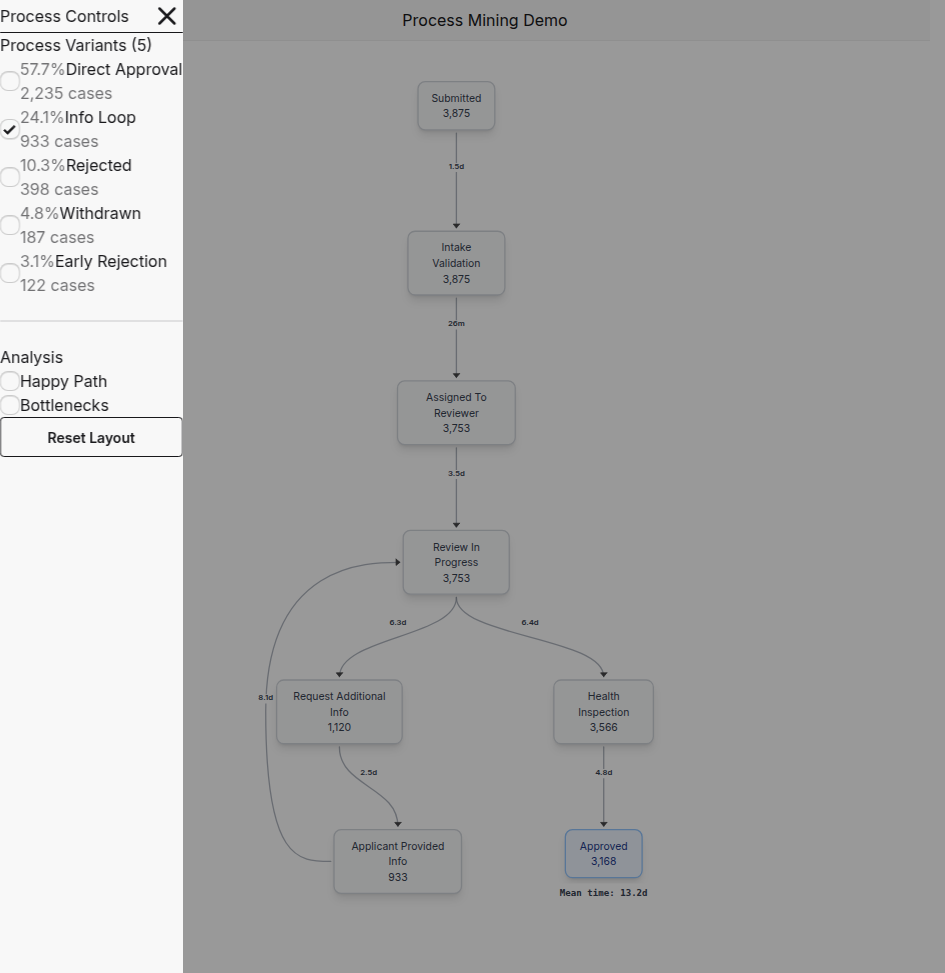 Process Controls
Process Variants (5)
57.7%Direct Approval
2,235 cases
24.1%Info Loop
933 cases
10.3%Rejected
398 cases
4.8%Withdrawn
187 cases
3.1%Early Rejection
122 cases
Analysis
Happy Path
Bottlenecks
Reset Layout
Process Mining Demo
Submitted
3,875
1.5d
Intake
Validation
3,875
26m
Assigned To
Reviewer
3,753
3.5d
Review In
Progress
3,753
6.3d
6.4d
8.1d
Request Additional
Info
1,120
Health
Inspection
3,566
2.5d
4.8d
Applicant Provided
Info
933
Approved
3,168
Mean time: 13.2d